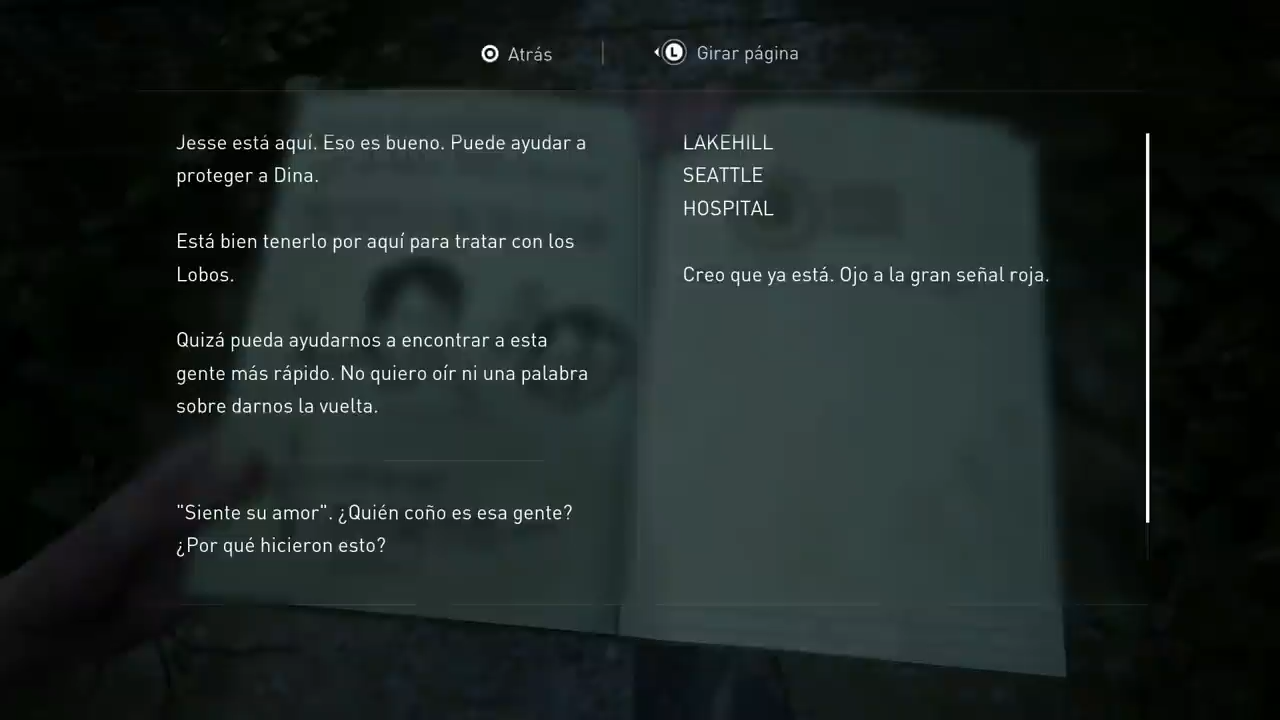 Atrás
Girar página
Jesse está aquí. Eso es bueno. Puede ayudar a
proteger a Dina.
Está bien tenerlo por aquí para tratar con los
Lobos.
Quizá pueda ayudarnos a encontrar a esta
gente más rápido. No quiero oír ni una palabra
sobre darnos la vuelta.
"Siente su amor". ¿Quién coño es esa gente?
¿Por qué hicieron esto?
LAKEHILL
SEATTLE
HOSPITAL
Creo que ya está. Ojo a la gran señal roja.